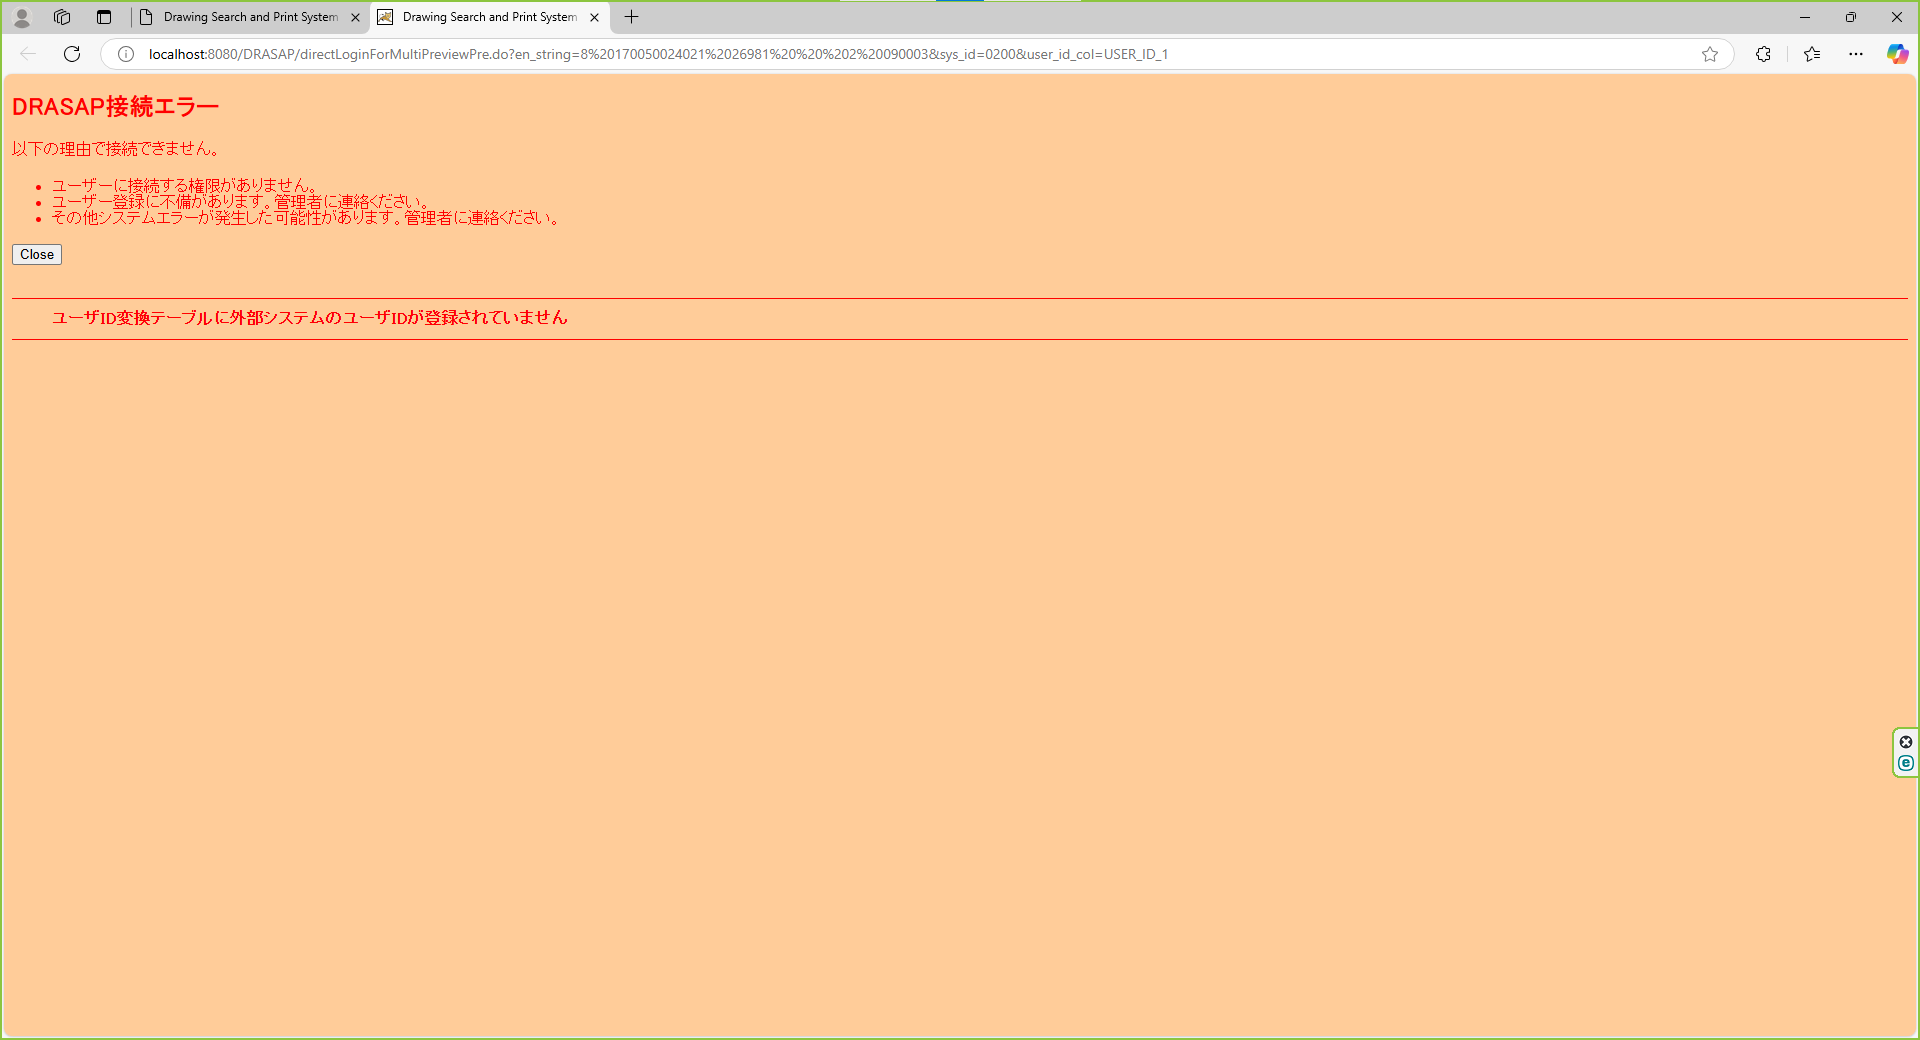 Drawing Search and Print System
Drawing Search and Print System
localhost:8080/DRASAP/directLoginForMultiPreviewPre.do?en_string=8%20170050024021%2026981%20%20%202%20090003&sys_id=0200&user_id_col=USER_ID_1
DRASAP接続エラー
以下の理由で接続できません。
• ユーザーに接続する権限がありません。
• ユーザー登録に不備があります。管理者に連絡ください。
• その他システムエラーが発生した可能性があります。管理者に連絡ください。
Close
ユーザID変換テーブルに外部システムのユーザIDが登録されていません